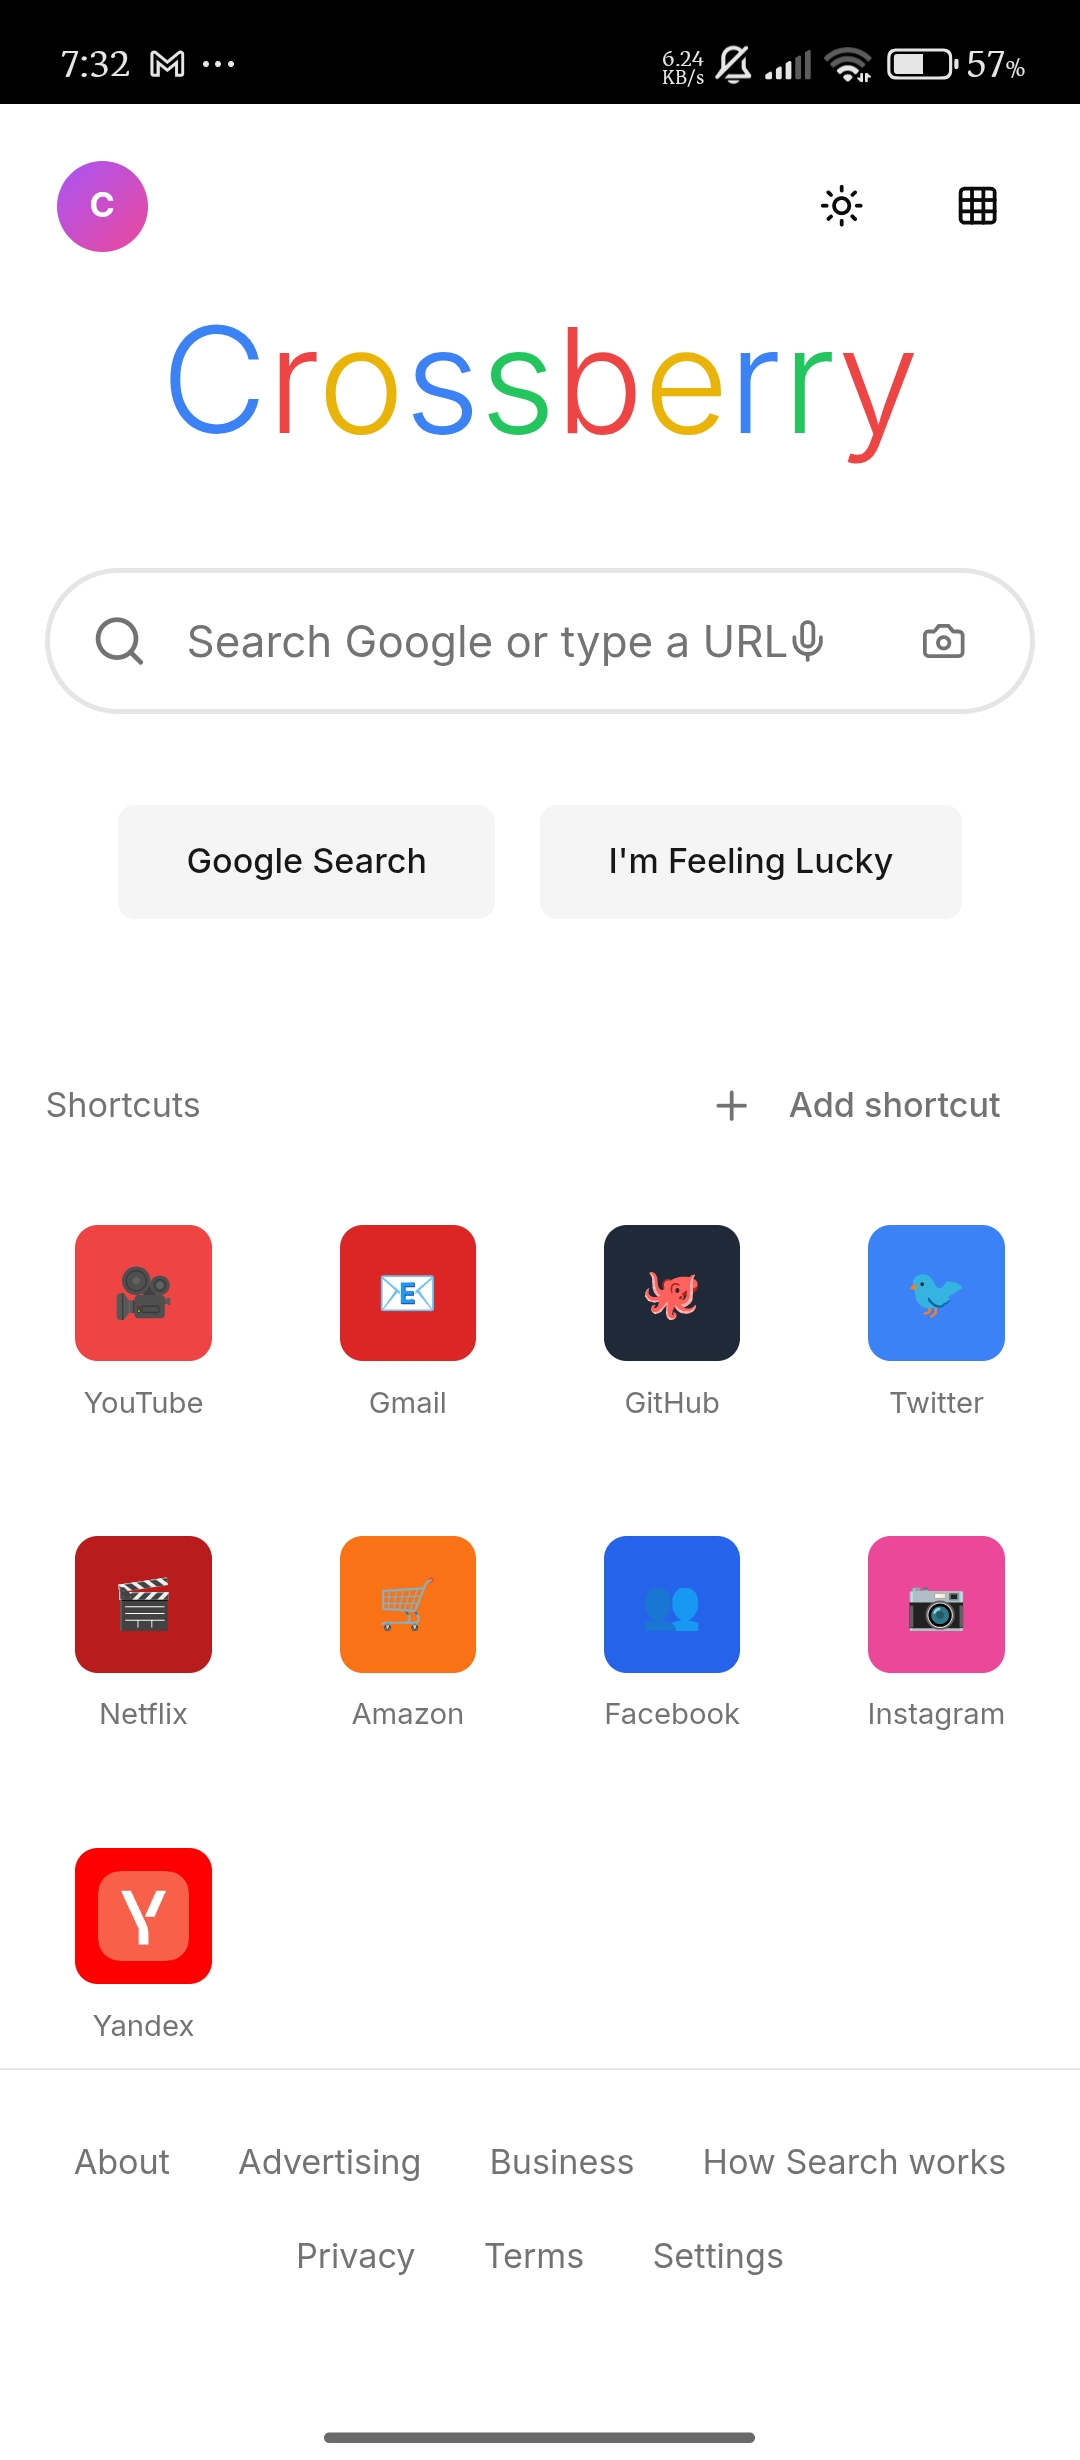 7:32 6.24 KB/s 57%
C
Crossberry
Search Google or type a URL
Google Search I'm Feeling Lucky
Shortcuts + Add shortcut
YouTube Gmail GitHub Twitter
Netflix Amazon Facebook Instagram
Y
Yandex
About Advertising Business How Search works
Privacy Terms Settings